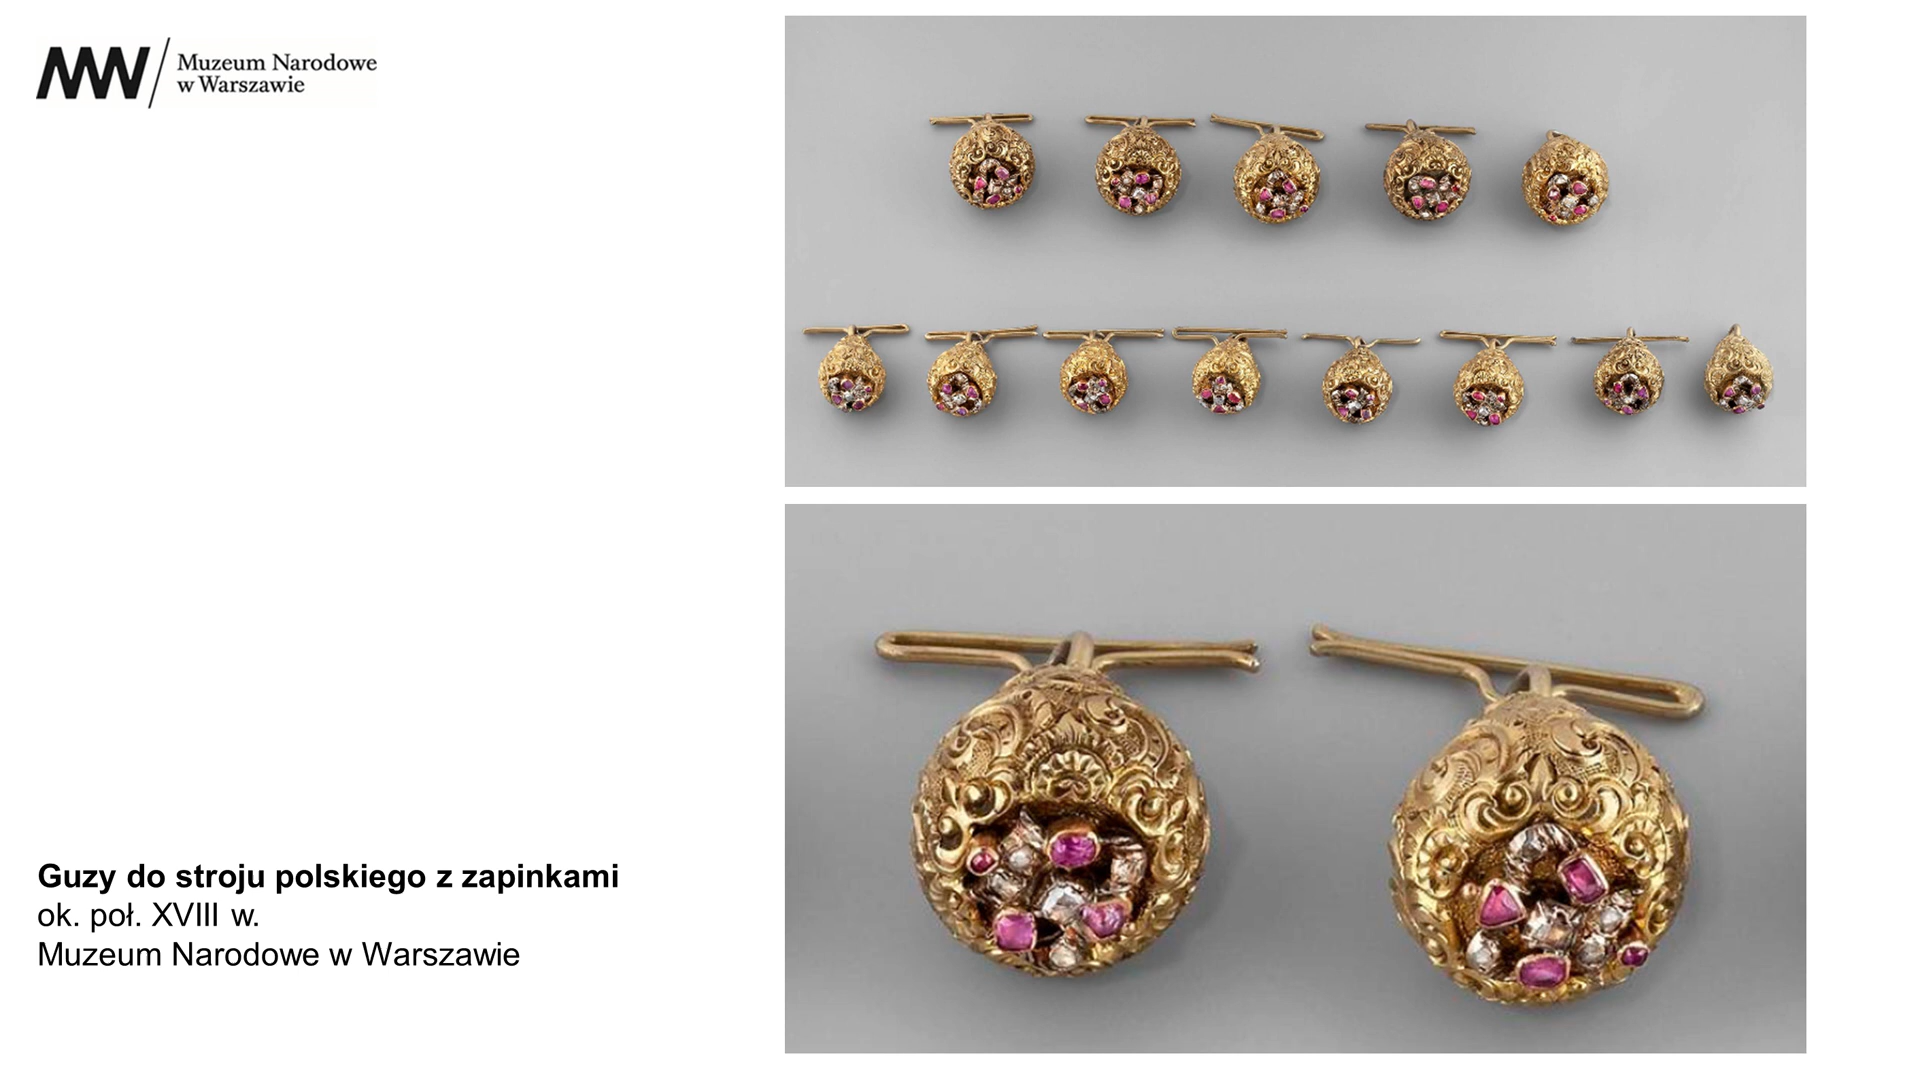 MNW
Muzeum Narodowe
w Warszawie
Guzy do stroju polskiego z zapinkami
ok. poł. XVIII w.
Muzeum Narodowe w Warszawie